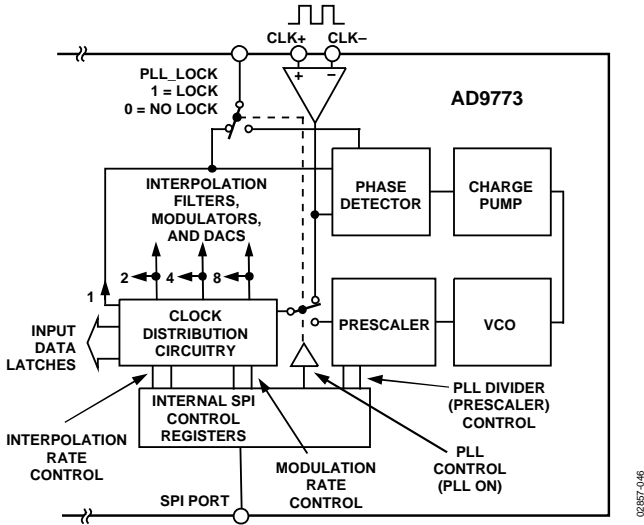 CLK+ CLK–
+ –
PLL_LOCK
1 = LOCK
0 = NO LOCK
AD9773
INTERPOLATION
FILTERS,
MODULATORS,
AND DACS
PHASE
DETECTOR
CHARGE
PUMP
2
4
8
1
CLOCK
DISTRIBUTION
CIRCUITRY
PRESCALER
VCO
INPUT
DATA
LATCHES
INTERNAL SPI
CONTROL
REGISTERS
PLL DIVIDER
(PRESCALER)
CONTROL
INTERPOLATION
RATE
CONTROL
MODULATION
RATE
CONTROL
PLL
CONTROL
(PLL ON)
SPI PORT
02857-046